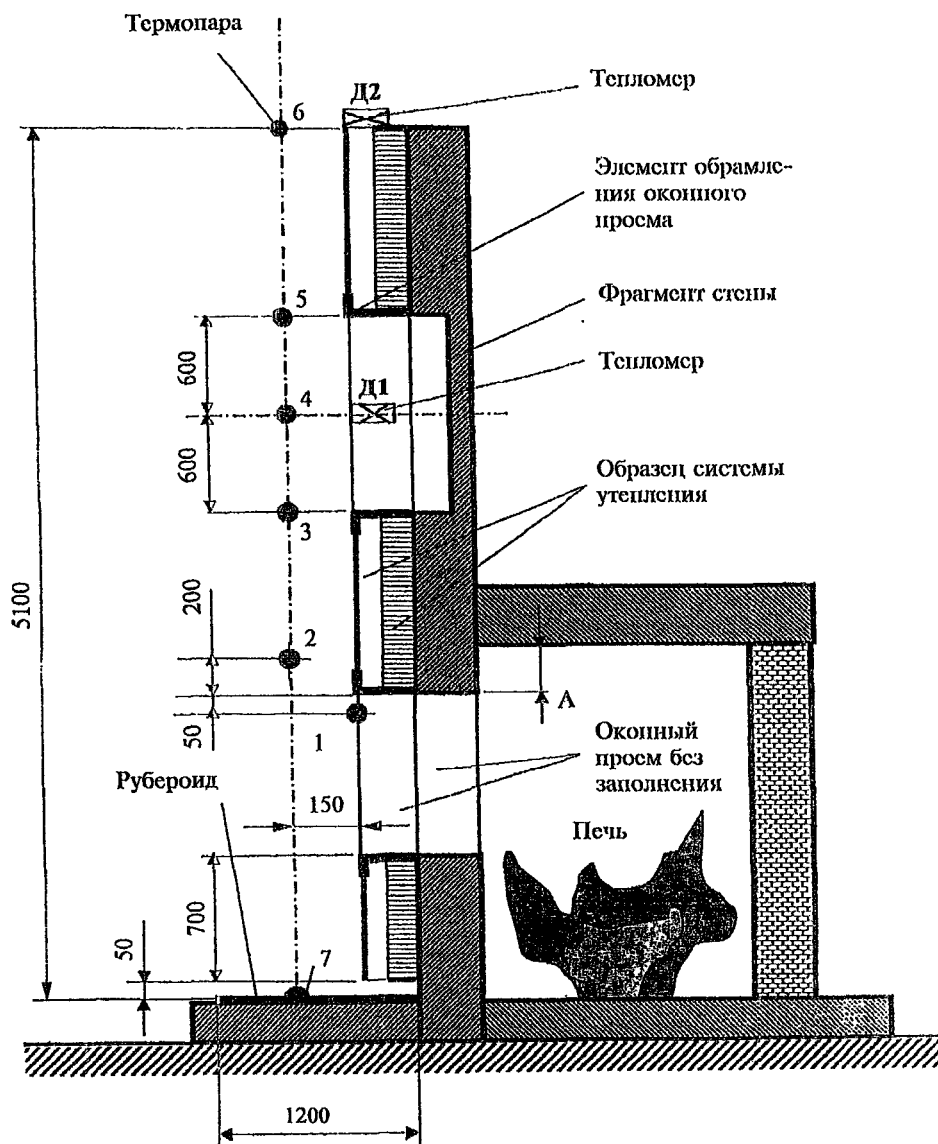 Термопара
6
Д2
Тепломер
Элемент обрамле-
ния оконного
проема
5
Фрагмент стены
600
Д1
Тепломер
4
600
Образец системы
утепления
3
5100
200
2
А
50
1
Оконный
проем без
заполнения
Рубероид
150
Печь
700
50
7
1200